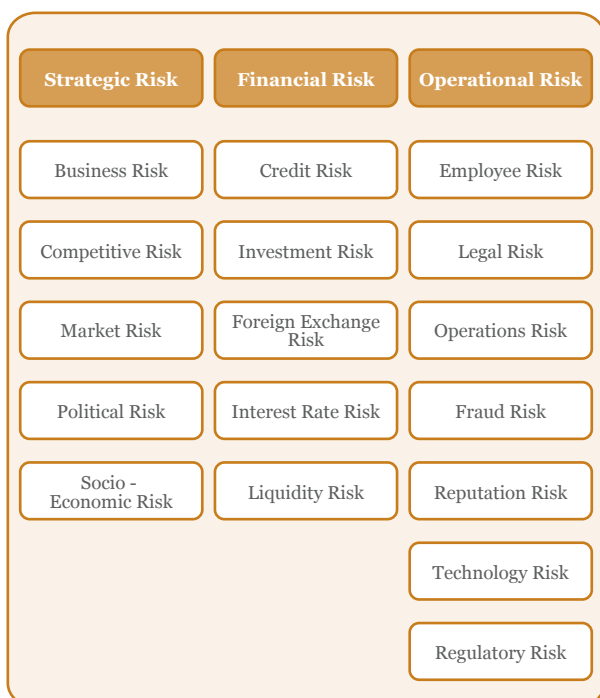 Strategic Risk
Business Risk
Competitive Risk
Market Risk
Political Risk
Socio -
Economic Risk
Financial Risk
Credit Risk
Investment Risk
Foreign Exchange
Risk
Interest Rate Risk
Liquidity Risk
Operational Risk
Employee Risk
Legal Risk
Operations Risk
Fraud Risk
Reputation Risk
Technology Risk
Regulatory Risk